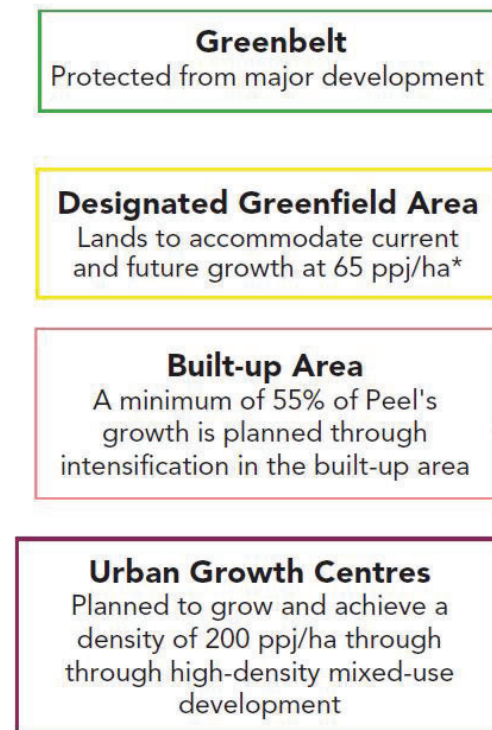 Greenbelt
Protected from major development
Designated Greenfield Area
Lands to accommodate current
and future growth at 65 ppj/ha*
Built-up Area
A minimum of 55% of Peel's
growth is planned through
intensification in the built-up area
Urban Growth Centres
Planned to grow and achieve a
density of 200 ppj/ha through
through high-density mixed-use
development